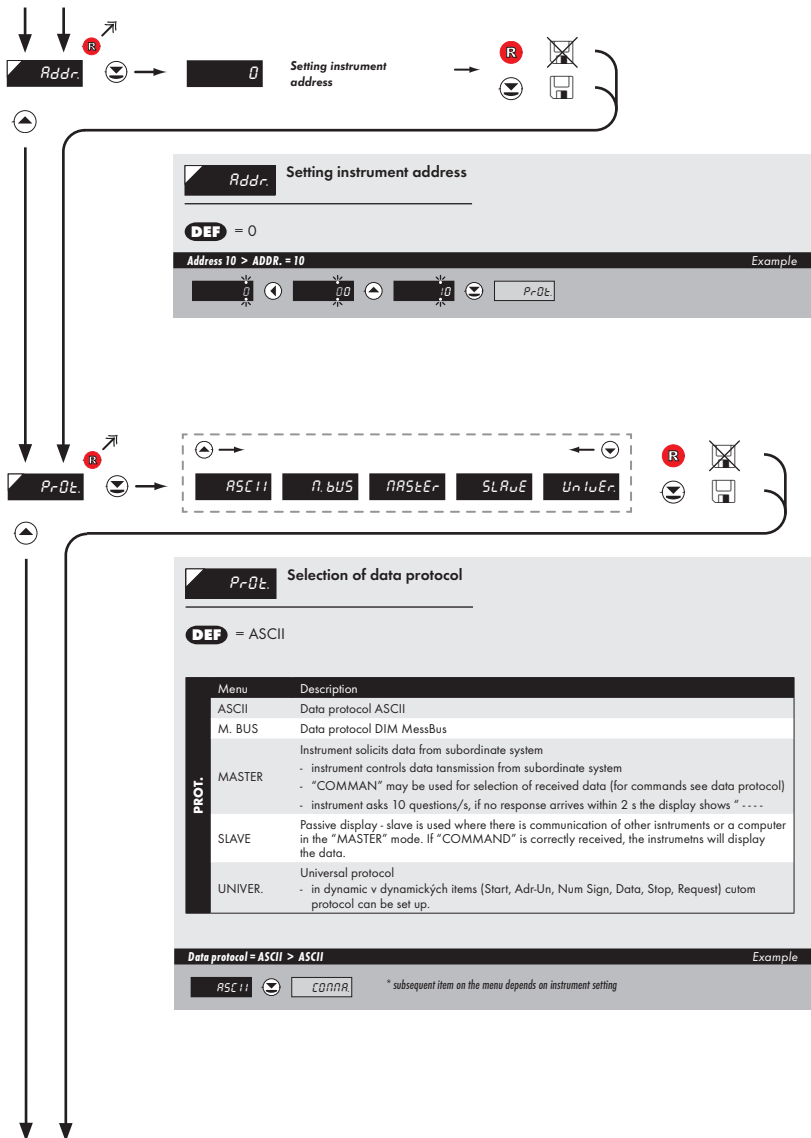 R
Addr.
0
Setting instrument
address
R
Addr.
Setting instrument address
DEF = 0
Address 10 > ADDR. = 10 Example
0 00 10 Prot.
R
Prot.
ASCII M.bUS MAStEr SLAvE UnIvEr.
R
Prot.
Selection of data protocol
DEF = ASCII
PROT.
Menu Description
ASCII Data protocol ASCII
M. BUS Data protocol DIM MessBus
MASTER
Instrument solicits data from subordinate system
- instrument controls data tansmission from subordinate system
- “COMMAN” may be used for selection of received data (for commands see data protocol)
- instrument asks 10 questions/s, if no response arrives within 2 s the display shows “ - - - -
SLAVE
Passive display - slave is used where there is communication of other isntruments or a computer
in the “MASTER” mode. If “COMMAND” is correctly received, the instrumetns will display
the data.
UNIVER.
Universal protocol
- in dynamic v dynamických items (Start, Adr-Un, Num Sign, Data, Stop, Request) cutom
protocol can be set up.
Data protocol = ASCII > ASCII Example
ASCII COMMA. * subsequent item on the menu depends on instrument setting